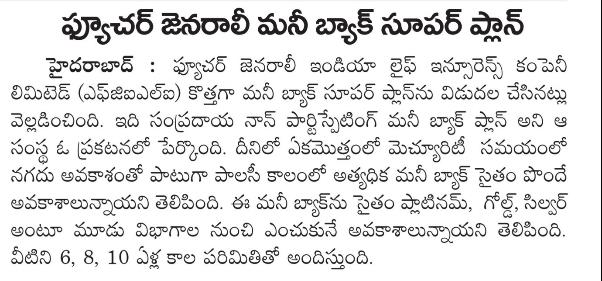 ఫ్యూచర్ జెనరాలీ మనీ బ్యాక్ సూపర్ ప్లాన్
హైదరాబాద్ : ఫ్యూచర్ జెనరాలీ ఇండియా లైఫ్ ఇన్సూరెన్స్ కంపెనీ
లిమిటెడ్ (ఎఫ్‌జిఐఎల్ఐ) కొత్తగా మనీ బ్యాక్ సూపర్ ప్లాన్‌ను విడుదల చేసినట్లు
వెల్లడించింది. ఇది సంప్రదాయ నాన్ పార్టిస్పేటింగ్ మనీ బ్యాక్ ప్లాన్ అని ఆ
సంస్థ ఓ ప్రకటనలో పేర్కొంది. దీనిలో ఏకమొత్తంలో మెచ్యూరిటీ సమయంలో
నగదు అవకాశంతో పాటుగా పాలసీ కాలంలో అత్యధిక మనీ బ్యాక్ సైతం పొందే
అవకాశాలున్నాయని తెలిపింది. ఈ మనీ బ్యాక్‌ను సైతం ప్లాటినమ్, గోల్డ్, సిల్వర్
అంటూ మూడు విభాగాల నుంచి ఎంచుకునే అవకాశాలున్నాయని తెలిపింది.
వీటిని 6, 8, 10 ఏళ్ల కాల పరిమితితో అందిస్తుంది.